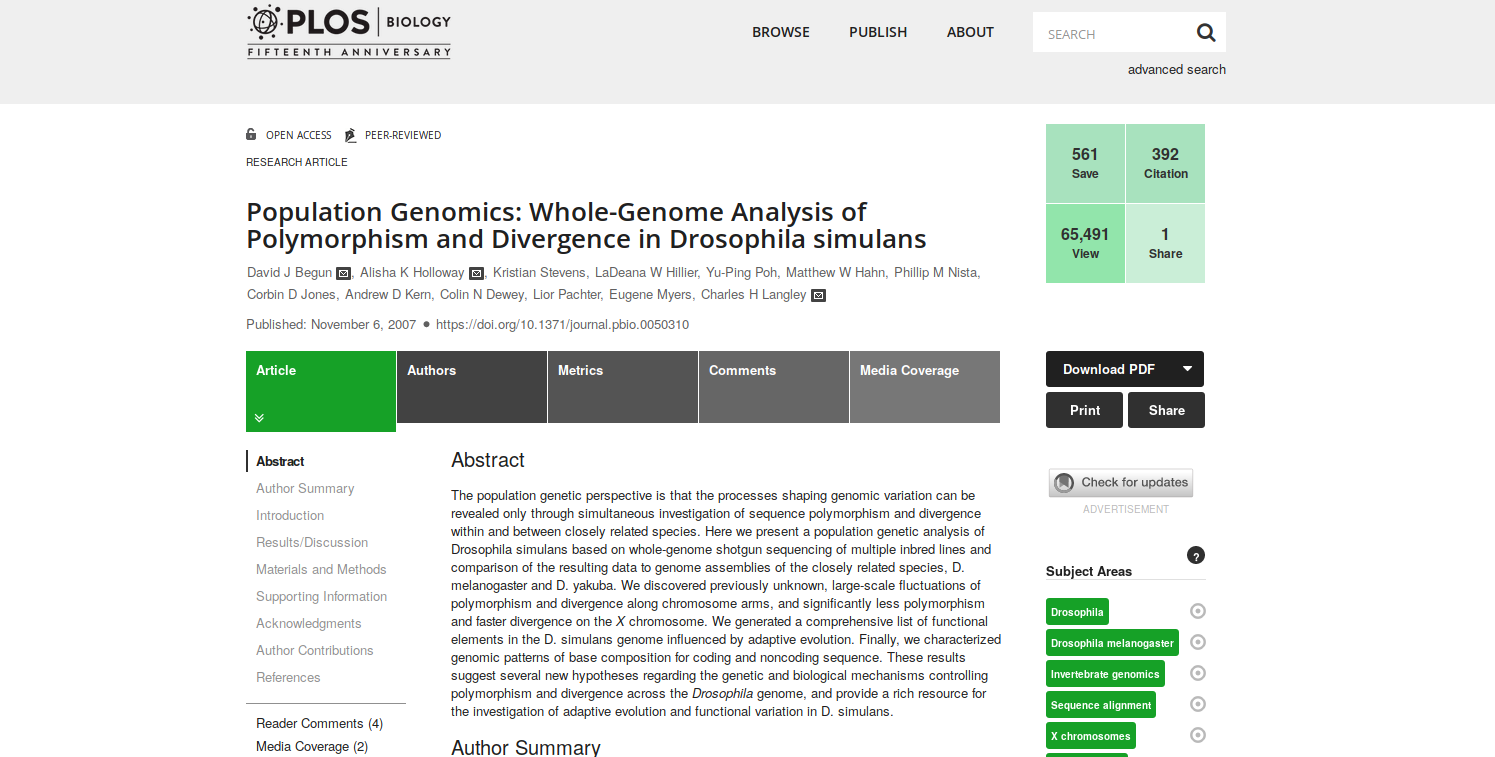 PLOS BIOLOGY
FIFTEENTH ANNIVERSARY
BROWSE PUBLISH ABOUT
SEARCH
advanced search
OPEN ACCESS PEER-REVIEWED
RESEARCH ARTICLE
Population Genomics: Whole-Genome Analysis of
Polymorphism and Divergence in Drosophila simulans
David J Begun , Alisha K Holloway , Kristian Stevens, LaDeana W Hillier, Yu-Ping Poh, Matthew W Hahn, Phillip M Nista,
Corbin D Jones, Andrew D Kern, Colin N Dewey, Lior Pachter, Eugene Myers, Charles H Langley
Published: November 6, 2007 • https://doi.org/10.1371/journal.pbio.0050310
561
Save
392
Citation
65,491
View
1
Share
Article
Authors
Metrics
Comments
Media Coverage
Download PDF
Print
Share
Abstract
Author Summary
Introduction
Results/Discussion
Materials and Methods
Supporting Information
Acknowledgments
Author Contributions
References
Reader Comments (4)
Media Coverage (2)
Abstract
The population genetic perspective is that the processes shaping genomic variation can be
revealed only through simultaneous investigation of sequence polymorphism and divergence
within and between closely related species. Here we present a population genetic analysis of
Drosophila simulans based on whole-genome shotgun sequencing of multiple inbred lines and
comparison of the resulting data to genome assemblies of the closely related species, D.
melanogaster and D. yakuba. We discovered previously unknown, large-scale fluctuations of
polymorphism and divergence along chromosome arms, and significantly less polymorphism
and faster divergence on the X chromosome. We generated a comprehensive list of functional
elements in the D. simulans genome influenced by adaptive evolution. Finally, we characterized
genomic patterns of base composition for coding and noncoding sequence. These results
suggest several new hypotheses regarding the genetic and biological mechanisms controlling
polymorphism and divergence across the Drosophila genome, and provide a rich resource for
the investigation of adaptive evolution and functional variation in D. simulans.
Author Summary
Check for updates
ADVERTISEMENT
?
Subject Areas
Drosophila
Drosophila melanogaster
Invertebrate genomics
Sequence alignment
X chromosomes